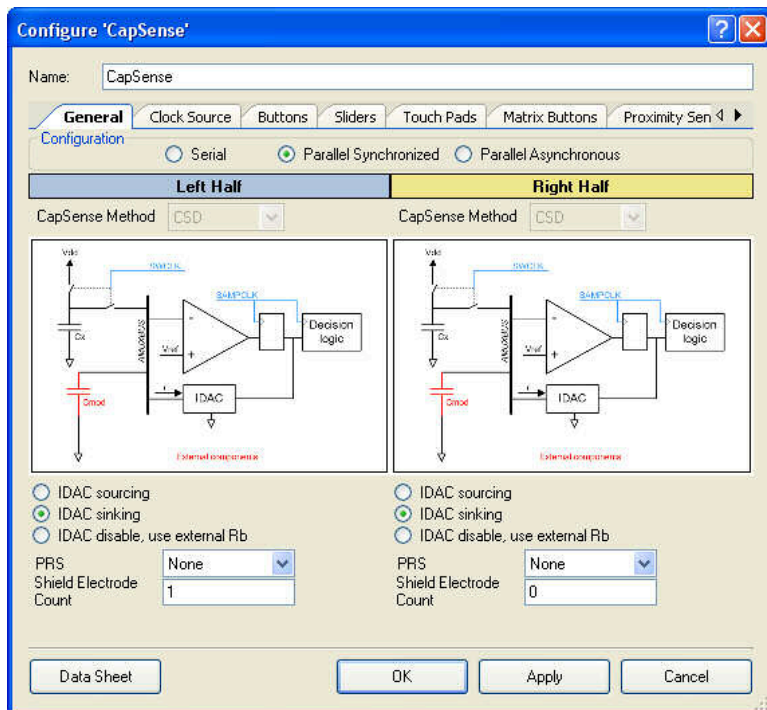 Configure 'CapSense'
Name: CapSense
General Clock Source Buttons Sliders Touch Pads Matrix Buttons Proximity Sen
Configuration
Serial Parallel Synchronized Parallel Asynchronous
Left Half Right Half
CapSense Method CSD CapSense Method CSD
Vdd Vdd
SWCLK SWCLK
SAMPCLK SAMPCLK
Cx AMUXBUS - Decision logic Cx AMUXBUS - Decision logic
Vref + Vref +
Cmod i IDAC Cmod i IDAC
External components External components
IDAC sourcing IDAC sourcing
IDAC sinking IDAC sinking
IDAC disable, use external Rb IDAC disable, use external Rb
PRS None PRS None
Shield Electrode Count 1 Shield Electrode Count 0
Data Sheet OK Apply Cancel